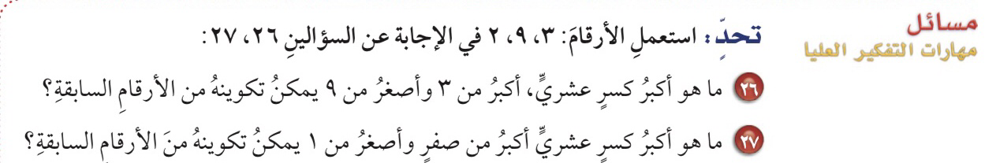 مسائل
مهارات التفكير العليا
تحدٍّ: استعملِ الأرقامَ: ٣، ٩، ٢ في الإجابة عن السؤالينِ ٢٦، ٢٧:
٢٦ ما هو أكبرُ كسرٍ عشريٍّ، أكبرُ من ٣ وأصغرُ من ٩ يمكنُ تكوينهُ من الأرقامِ السابقةِ؟
٢٧ ما هو أكبرُ كسرٍ عشريٍّ أكبرُ من صفرٍ وأصغرُ من ١ يمكنُ تكوينهُ منَ الأرقامِ السابقةِ؟